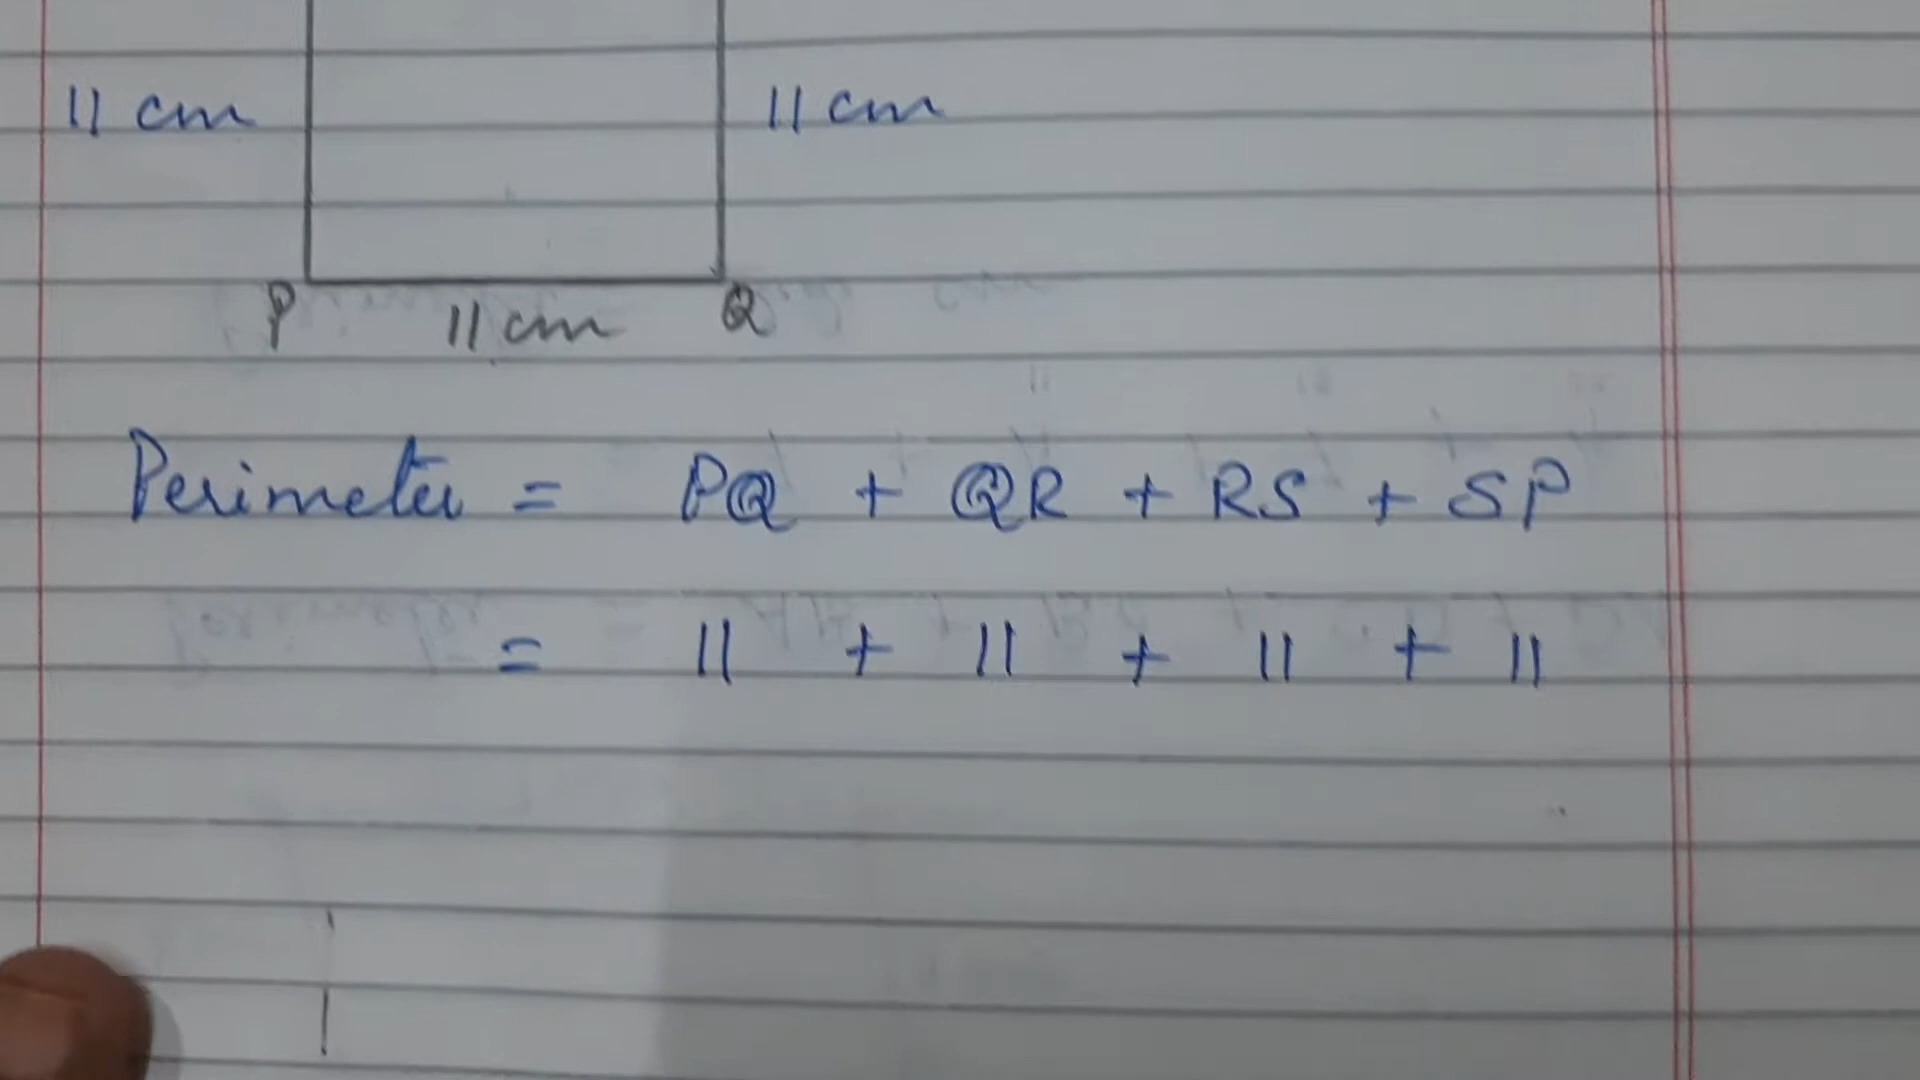 11 cm 11 cm
P 11 cm Q
Perimeter = PQ + QR + RS + SP
= 11 + 11 + 11 + 11